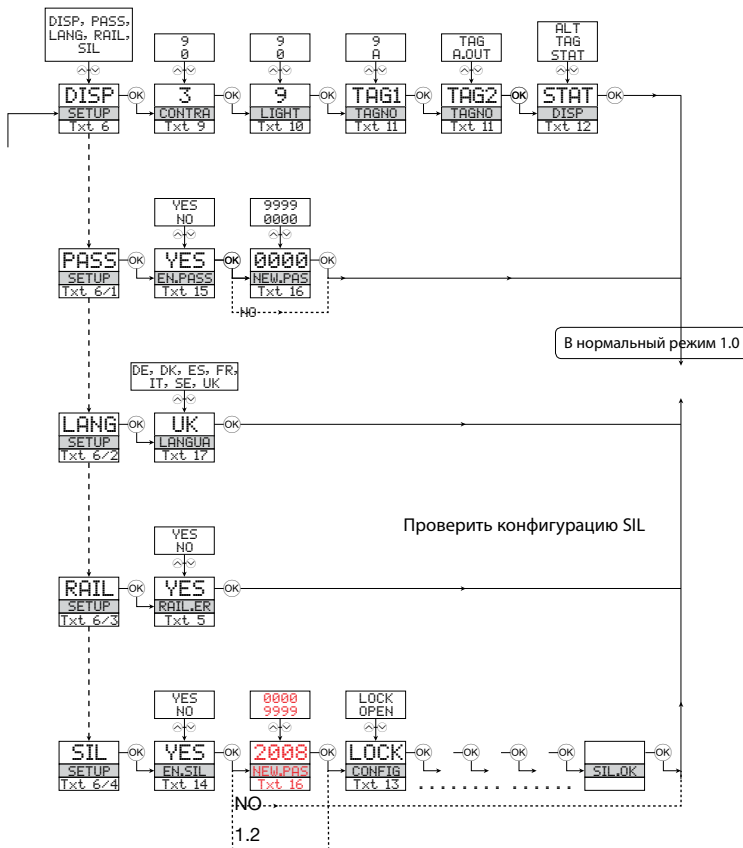 DISP, PASS,
LANG, RAIL,
SIL
9
0
9
0
9
A
TAG
A.OUT
ALT
TAG
STAT
DISP
SETUP
Txt 6
OK
3
CONTRA
Txt 9
OK
9
LIGHT
Txt 10
OK
TAG1
TAGNO
Txt 11
OK
TAG2
TAGNO
Txt 11
OK
STAT
DISP
Txt 12
OK
YES
NO
9999
0000
PASS
SETUP
Txt 6/1
OK
YES
EN.PASS
Txt 15
OK
0000
NEW.PAS
Txt 16
OK
NO
В нормальный режим 1.0
DE, DK, ES, FR,
IT, SE, UK
LANG
SETUP
Txt 6/2
OK
UK
LANGUA
Txt 17
OK
Проверить конфигурацию SIL
YES
NO
RAIL
SETUP
Txt 6/3
OK
YES
RAIL.ER
Txt 5
OK
YES
NO
0000
9999
LOCK
OPEN
SIL
SETUP
Txt 6/4
OK
YES
EN.SIL
Txt 14
OK
2008
NEW.PAS
Txt 16
OK
LOCK
CONFIG
Txt 13
OK
OK
OK
OK
SIL.OK
OK
NO
1.2